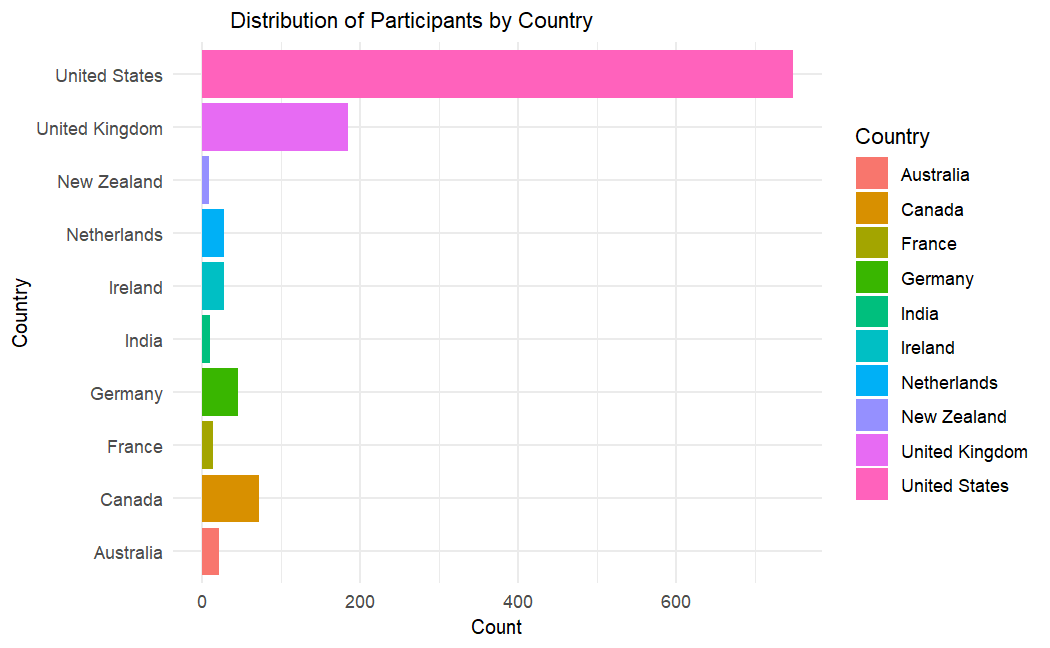 Distribution of Participants by Country
Country
United States
United Kingdom
New Zealand
Netherlands
Ireland
India
Germany
France
Canada
Australia
0 200 400 600
Count
Country
Australia
Canada
France
Germany
India
Ireland
Netherlands
New Zealand
United Kingdom
United States